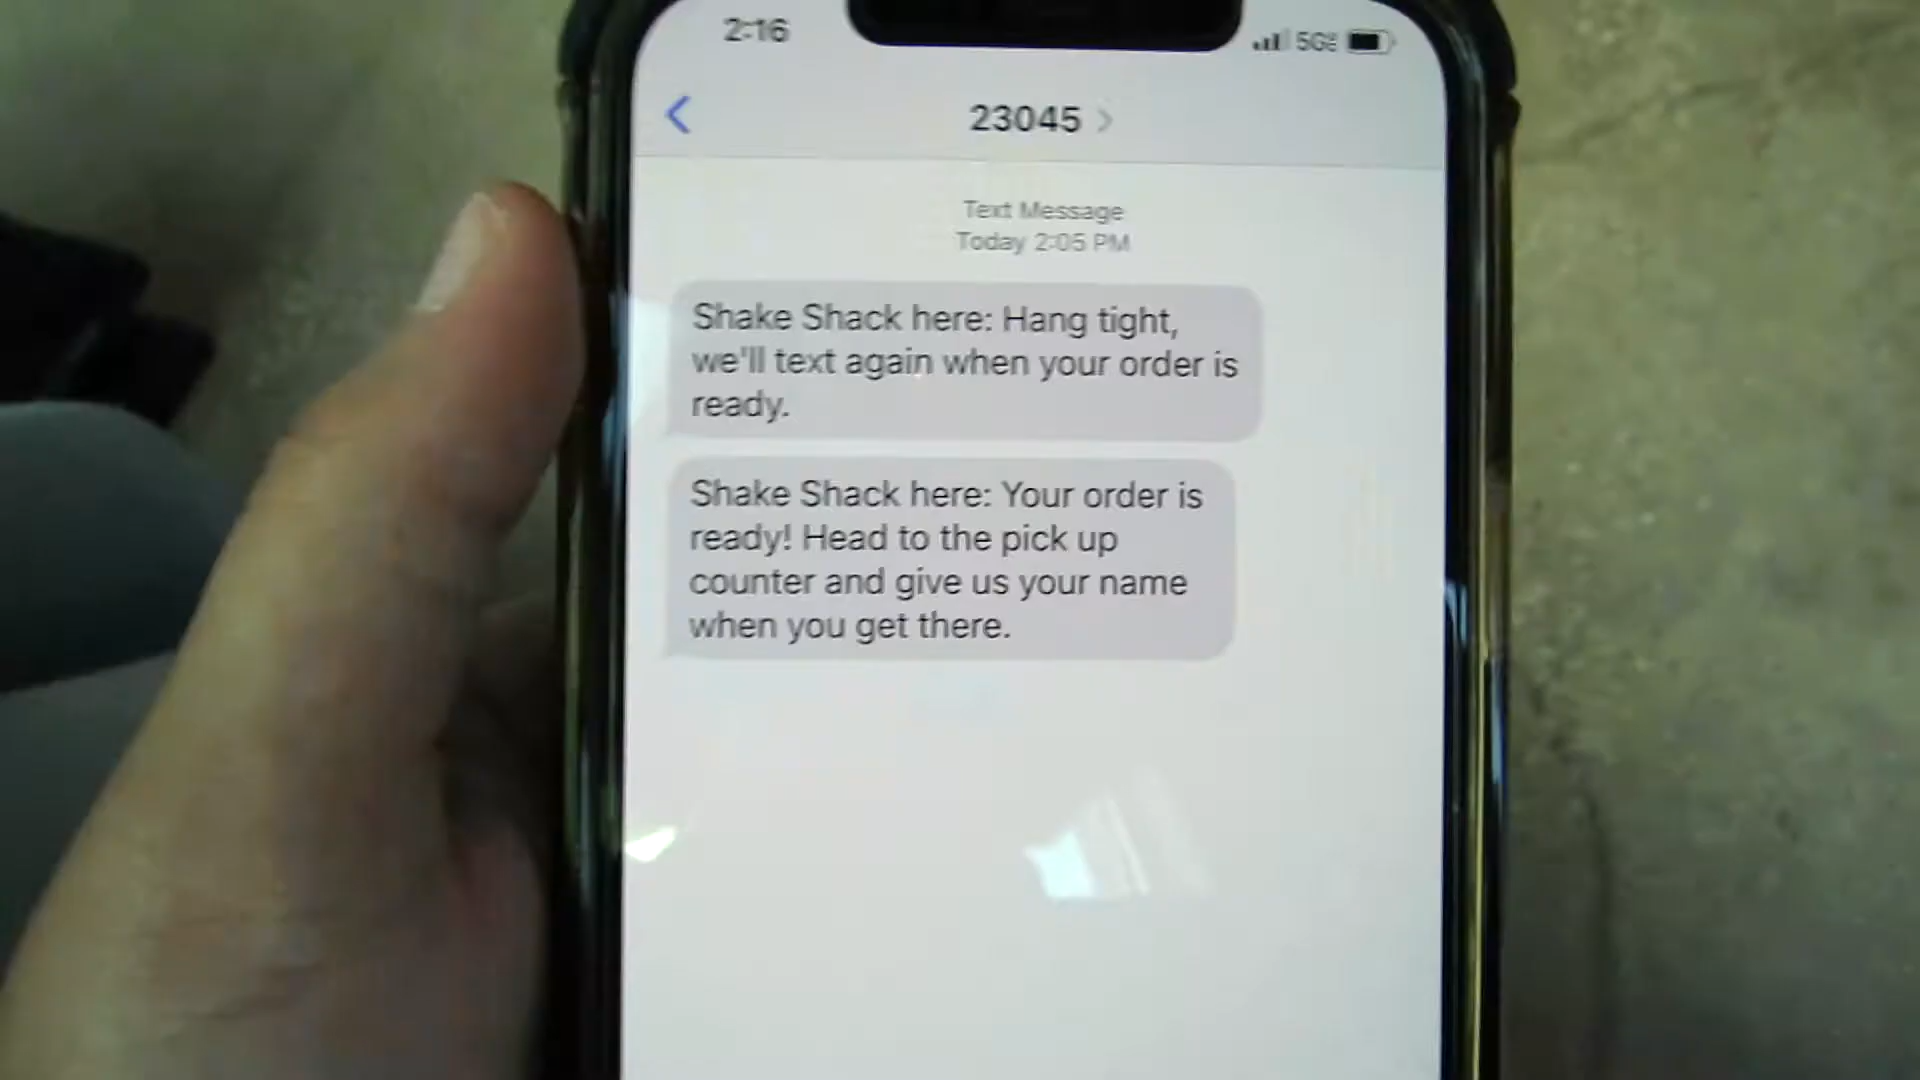 2:16
5GE
23045
Text Message
Today 2:05 PM
Shake Shack here: Hang tight,
we'll text again when your order is
ready.
Shake Shack here: Your order is
ready! Head to the pick up
counter and give us your name
when you get there.